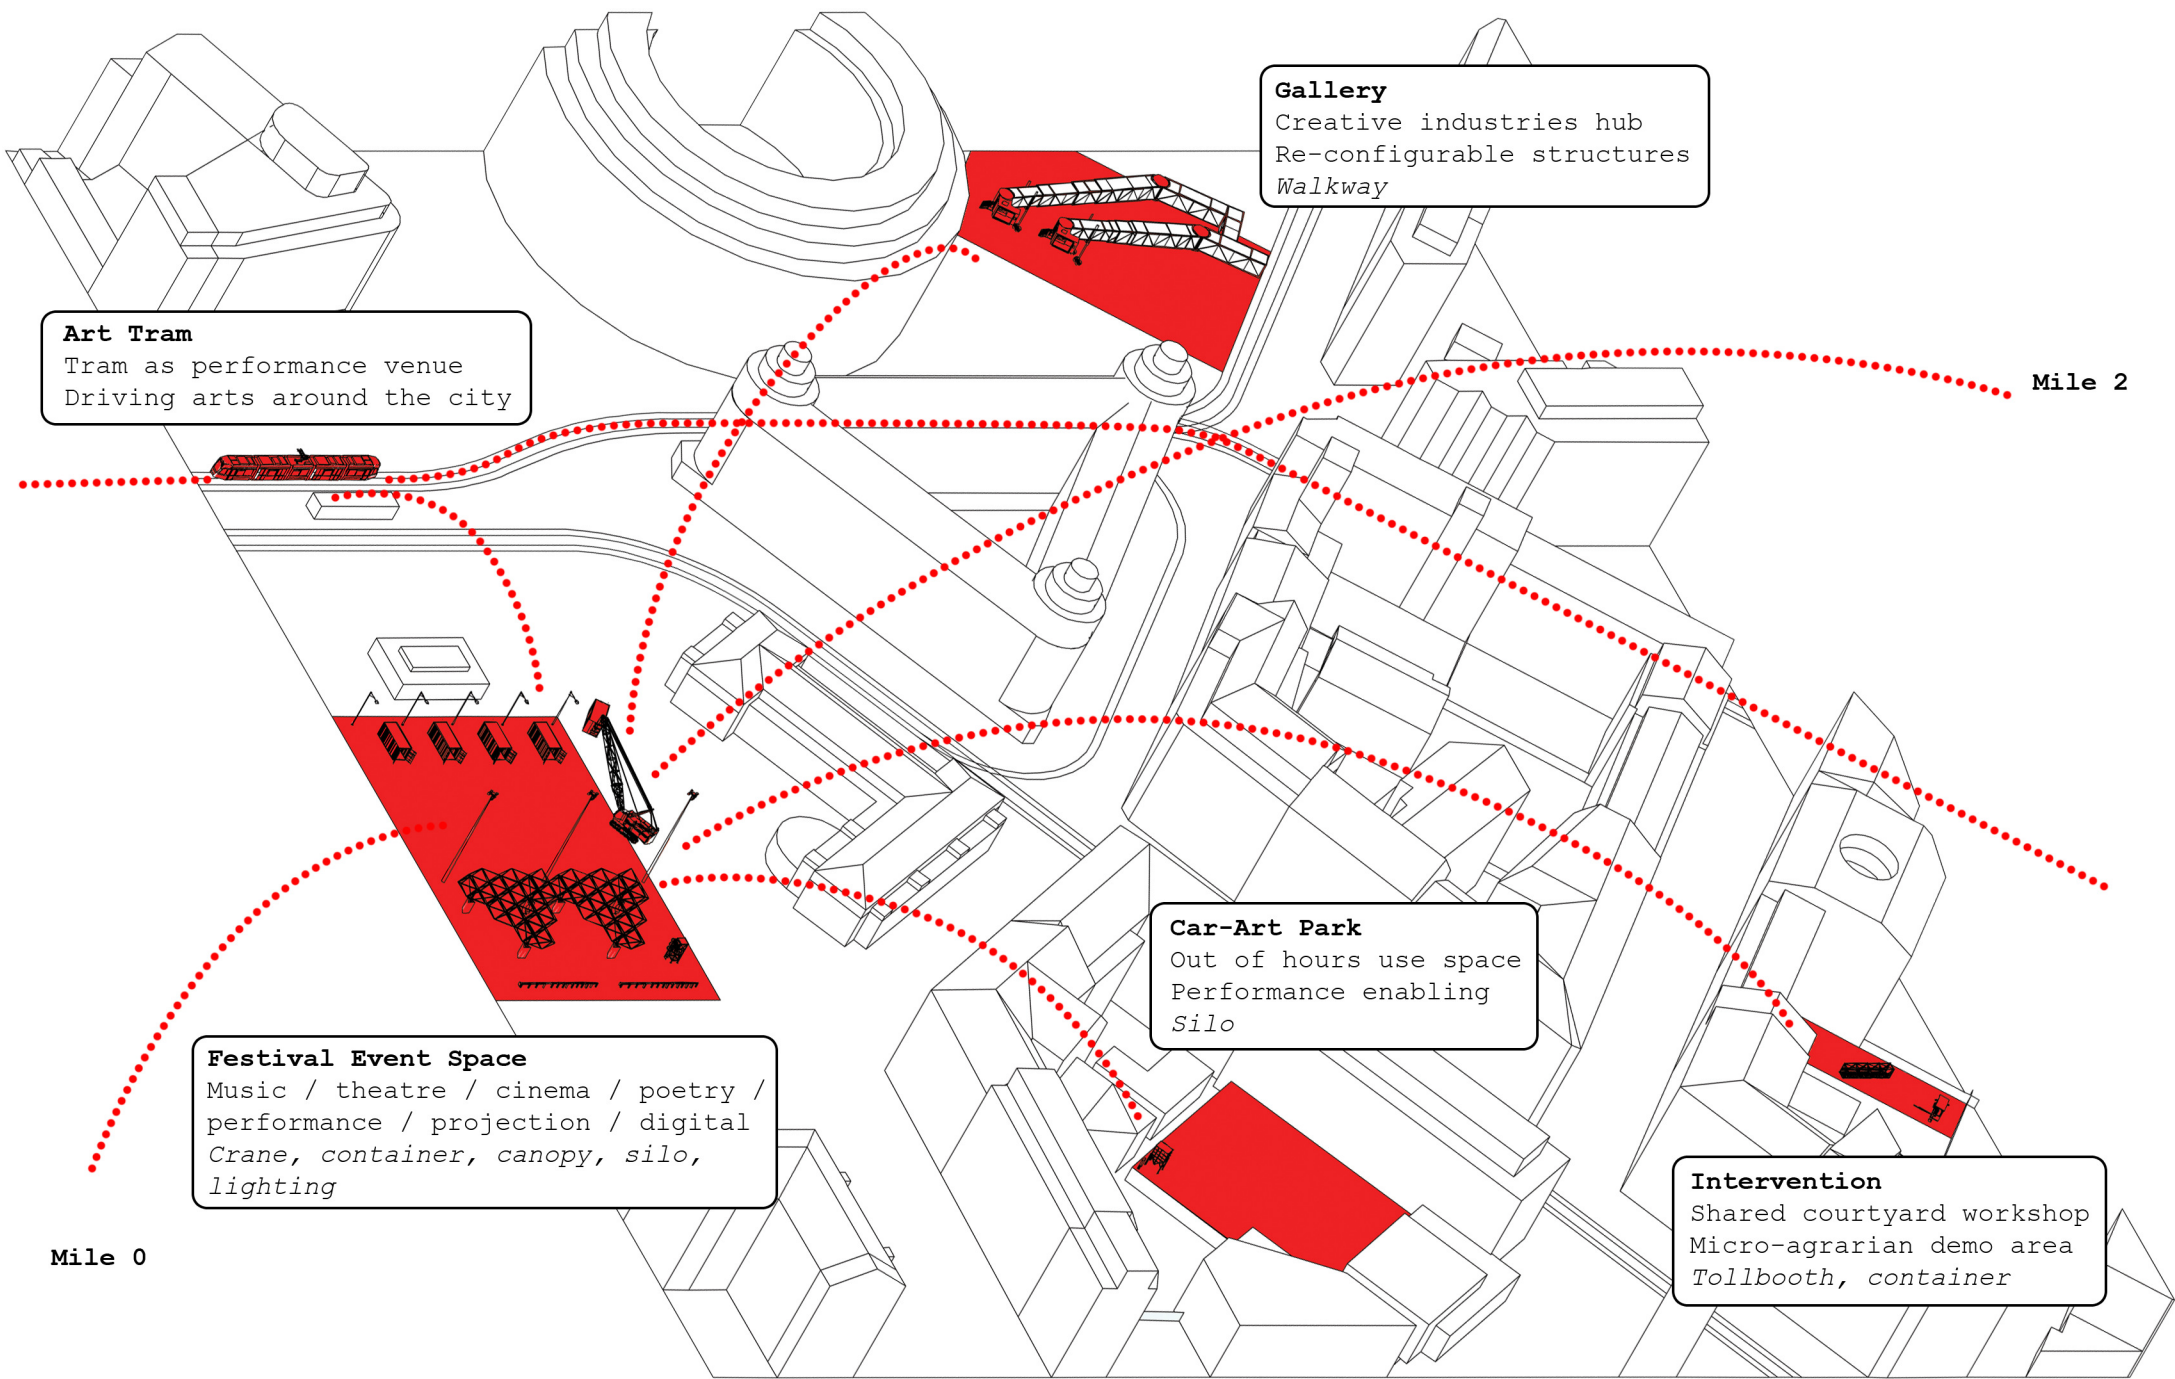 Gallery
Creative industries hub
Re-configurable structures
Walkway
Art Tram
Tram as performance venue
Driving arts around the city
Mile 2
Car-Art Park
Out of hours use space
Performance enabling
Silo
Festival Event Space
Music / theatre / cinema / poetry /
performance / projection / digital
Crane, container, canopy, silo,
lighting
Intervention
Shared courtyard workshop
Micro-agrarian demo area
Tollbooth, container
Mile 0